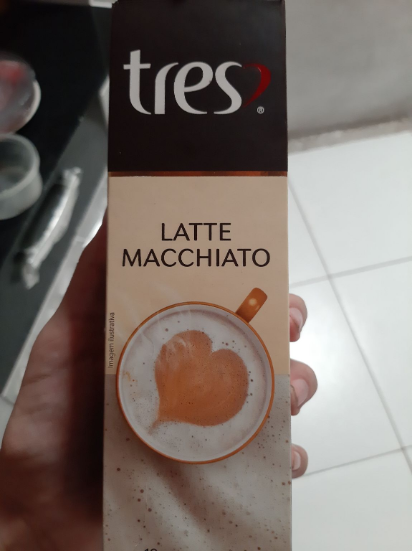 tres
®
LATTE
MACCHIATO
Imagem ilustrativa